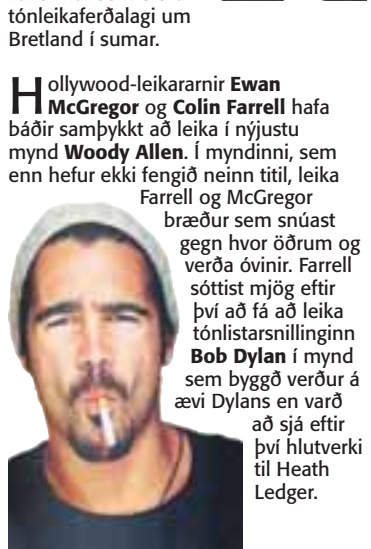 tónleikaferðalagi um
Bretland í sumar.
Hollywood-leikararnir Ewan
McGregor og Colin Farrell hafa
báðir samþykkt að leika í nýjustu
mynd Woody Allen. Í myndinni, sem
enn hefur ekki fengið neinn titil, leika
Farrell og McGregor
bræður sem snúast
gegn hvor öðrum og
verða óvinir. Farrell
sóttist mjög eftir
því að fá að leika
tónlistarsnillinginn
Bob Dylan í mynd
sem byggð verður á
ævi Dylans en varð
að sjá eftir
því hlutverki
til Heath
Ledger.